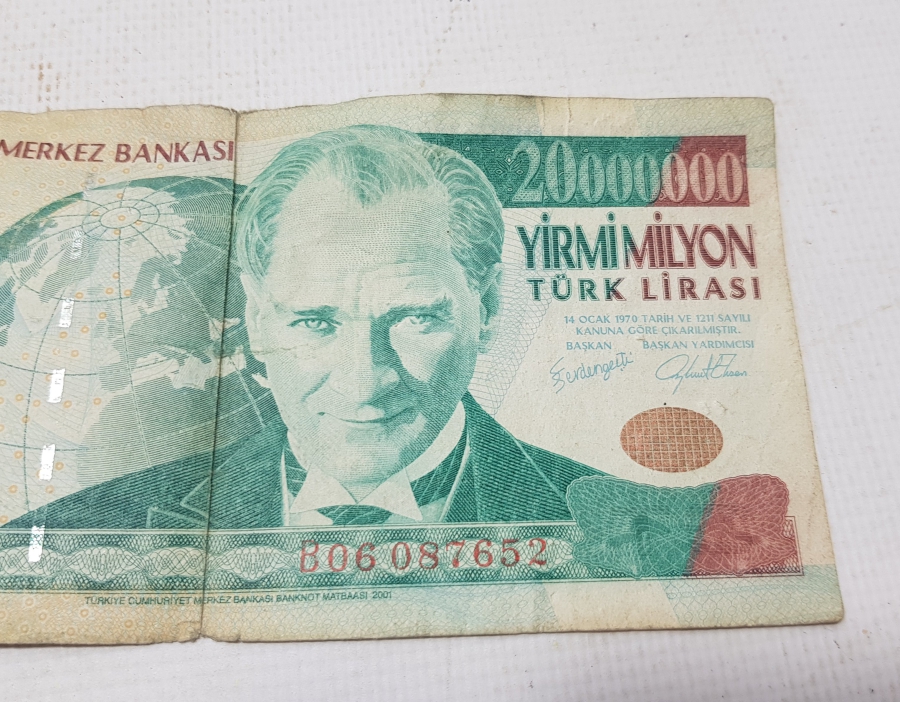 MERKEZ BANKASI
20000000
YİRMİ MİLYON
TÜRK LİRASI
14 OCAK 1970 TARİH VE 1211 SAYILI
KANUNA GÖRE ÇIKARILMIŞTIR.
BAŞKAN BAŞKAN YARDIMCISI
B06 087652
TÜRKİYE CUMHURİYET MERKEZ BANKASI BANKNOT MATBAASI 2001